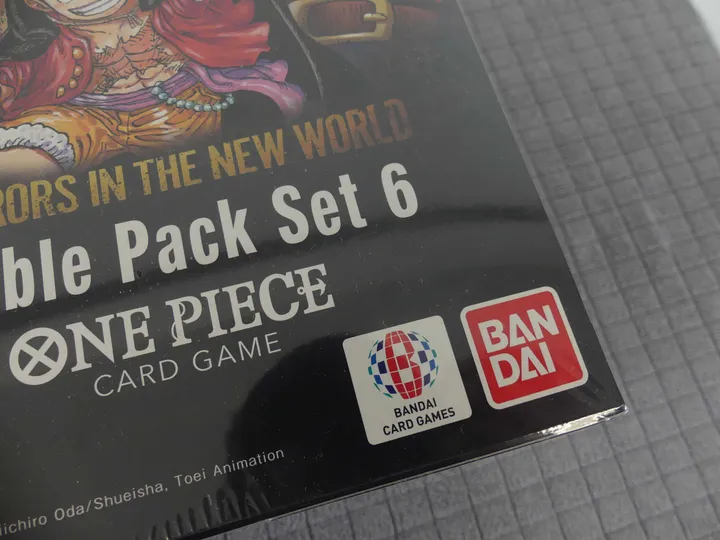 RORS IN THE NEW WORLD
ble Pack Set 6
ONE PIECE
CARD GAME
BANDAI
CARD GAMES
BAN
DAI
iichiro Oda/Shueisha, Toei Animation